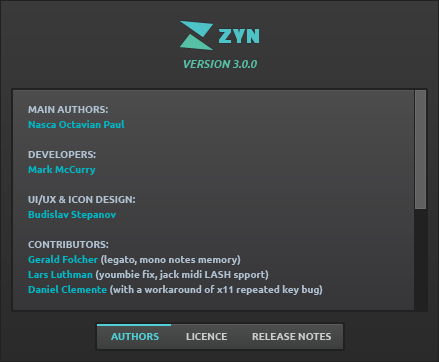 ZYN
VERSION 3.0.0
MAIN AUTHORS:
Nasca Octavian Paul
DEVELOPERS:
Mark McCurry
UI/UX & ICON DESIGN:
Budislav Stepanov
CONTRIBUTORS:
Gerald Folcher (legato, mono notes memory)
Lars Luthman (youmbie fix, jack midi LASH spport)
Daniel Clemente (with a workaround of x11 repeated key bug)
AUTHORS LICENCE RELEASE NOTES